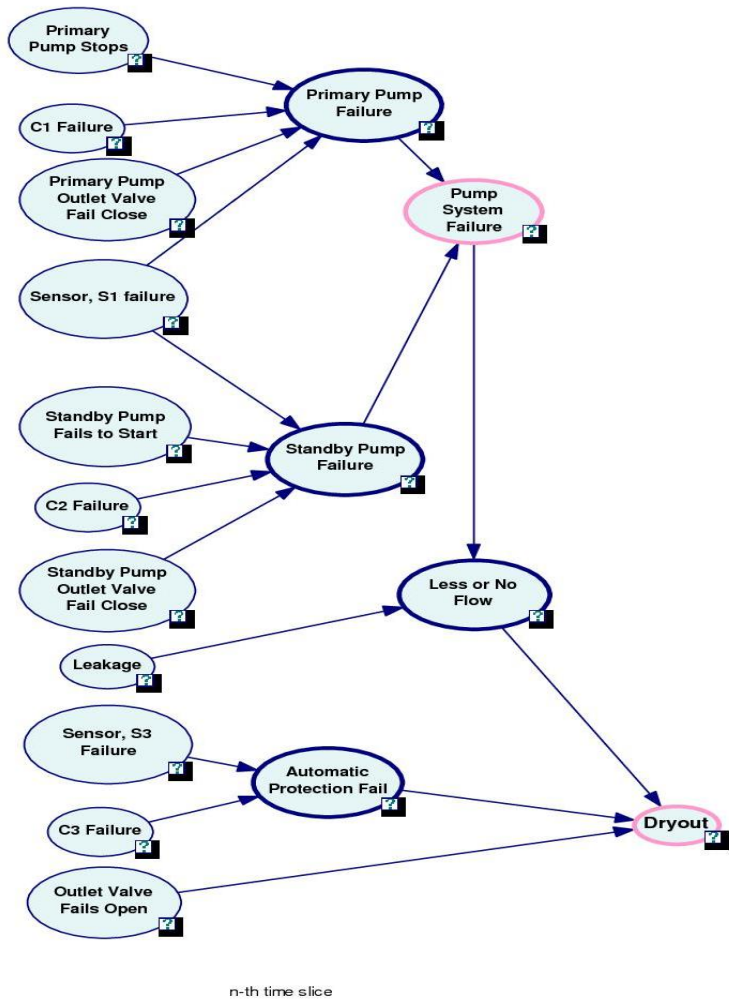 Primary
Pump Stops
?
Primary Pump
Failure
?
C1 Failure
?
Primary Pump
Outlet Valve
Fail Close
?
Pump
System
Failure
?
Sensor, S1 failure
?
Standby Pump
Fails to Start
?
Standby Pump
Failure
?
C2 Failure
?
Standby Pump
Outlet Valve
Fail Close
?
Less or No
Flow
?
Leakage
?
Sensor, S3
Failure
?
Automatic
Protection Fail
?
C3 Failure
?
Dryout
?
Outlet Valve
Fails Open
?
n-th time slice